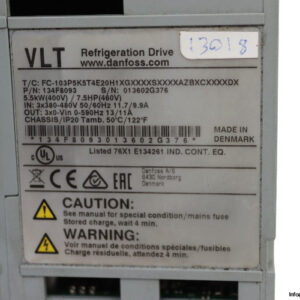 VLT
Refrigeration Drive
www.danfoss.com
13018
T/C: FC-103P5K5T4E20H1XGXXXXSXXXXAZBXCXXXXDX
P/N: 134F8093 S/N: 013602G376
5.5kW(400V) / 7.5HP(460V)
IN: 3x380-480V 50/60Hz 11.7/9.9A
OUT: 3x0-Vin 0-590Hz 13/11A
CHASSIS/IP20 Tamb. 50°C/122°F
MADE IN
DENMARK
*134F8093013602G376*
Listed 76X1 E134261 IND. CONT. EQ.
Danfoss A/S
6430 Nordborg
Denmark
CAUTION:
See manual for special condition/mains fuse
Stored charge, wait 4 min.
WARNING:
Voir manuel de conditions spéciales/fusibles
Charge résiduelle, attendez 4 min.